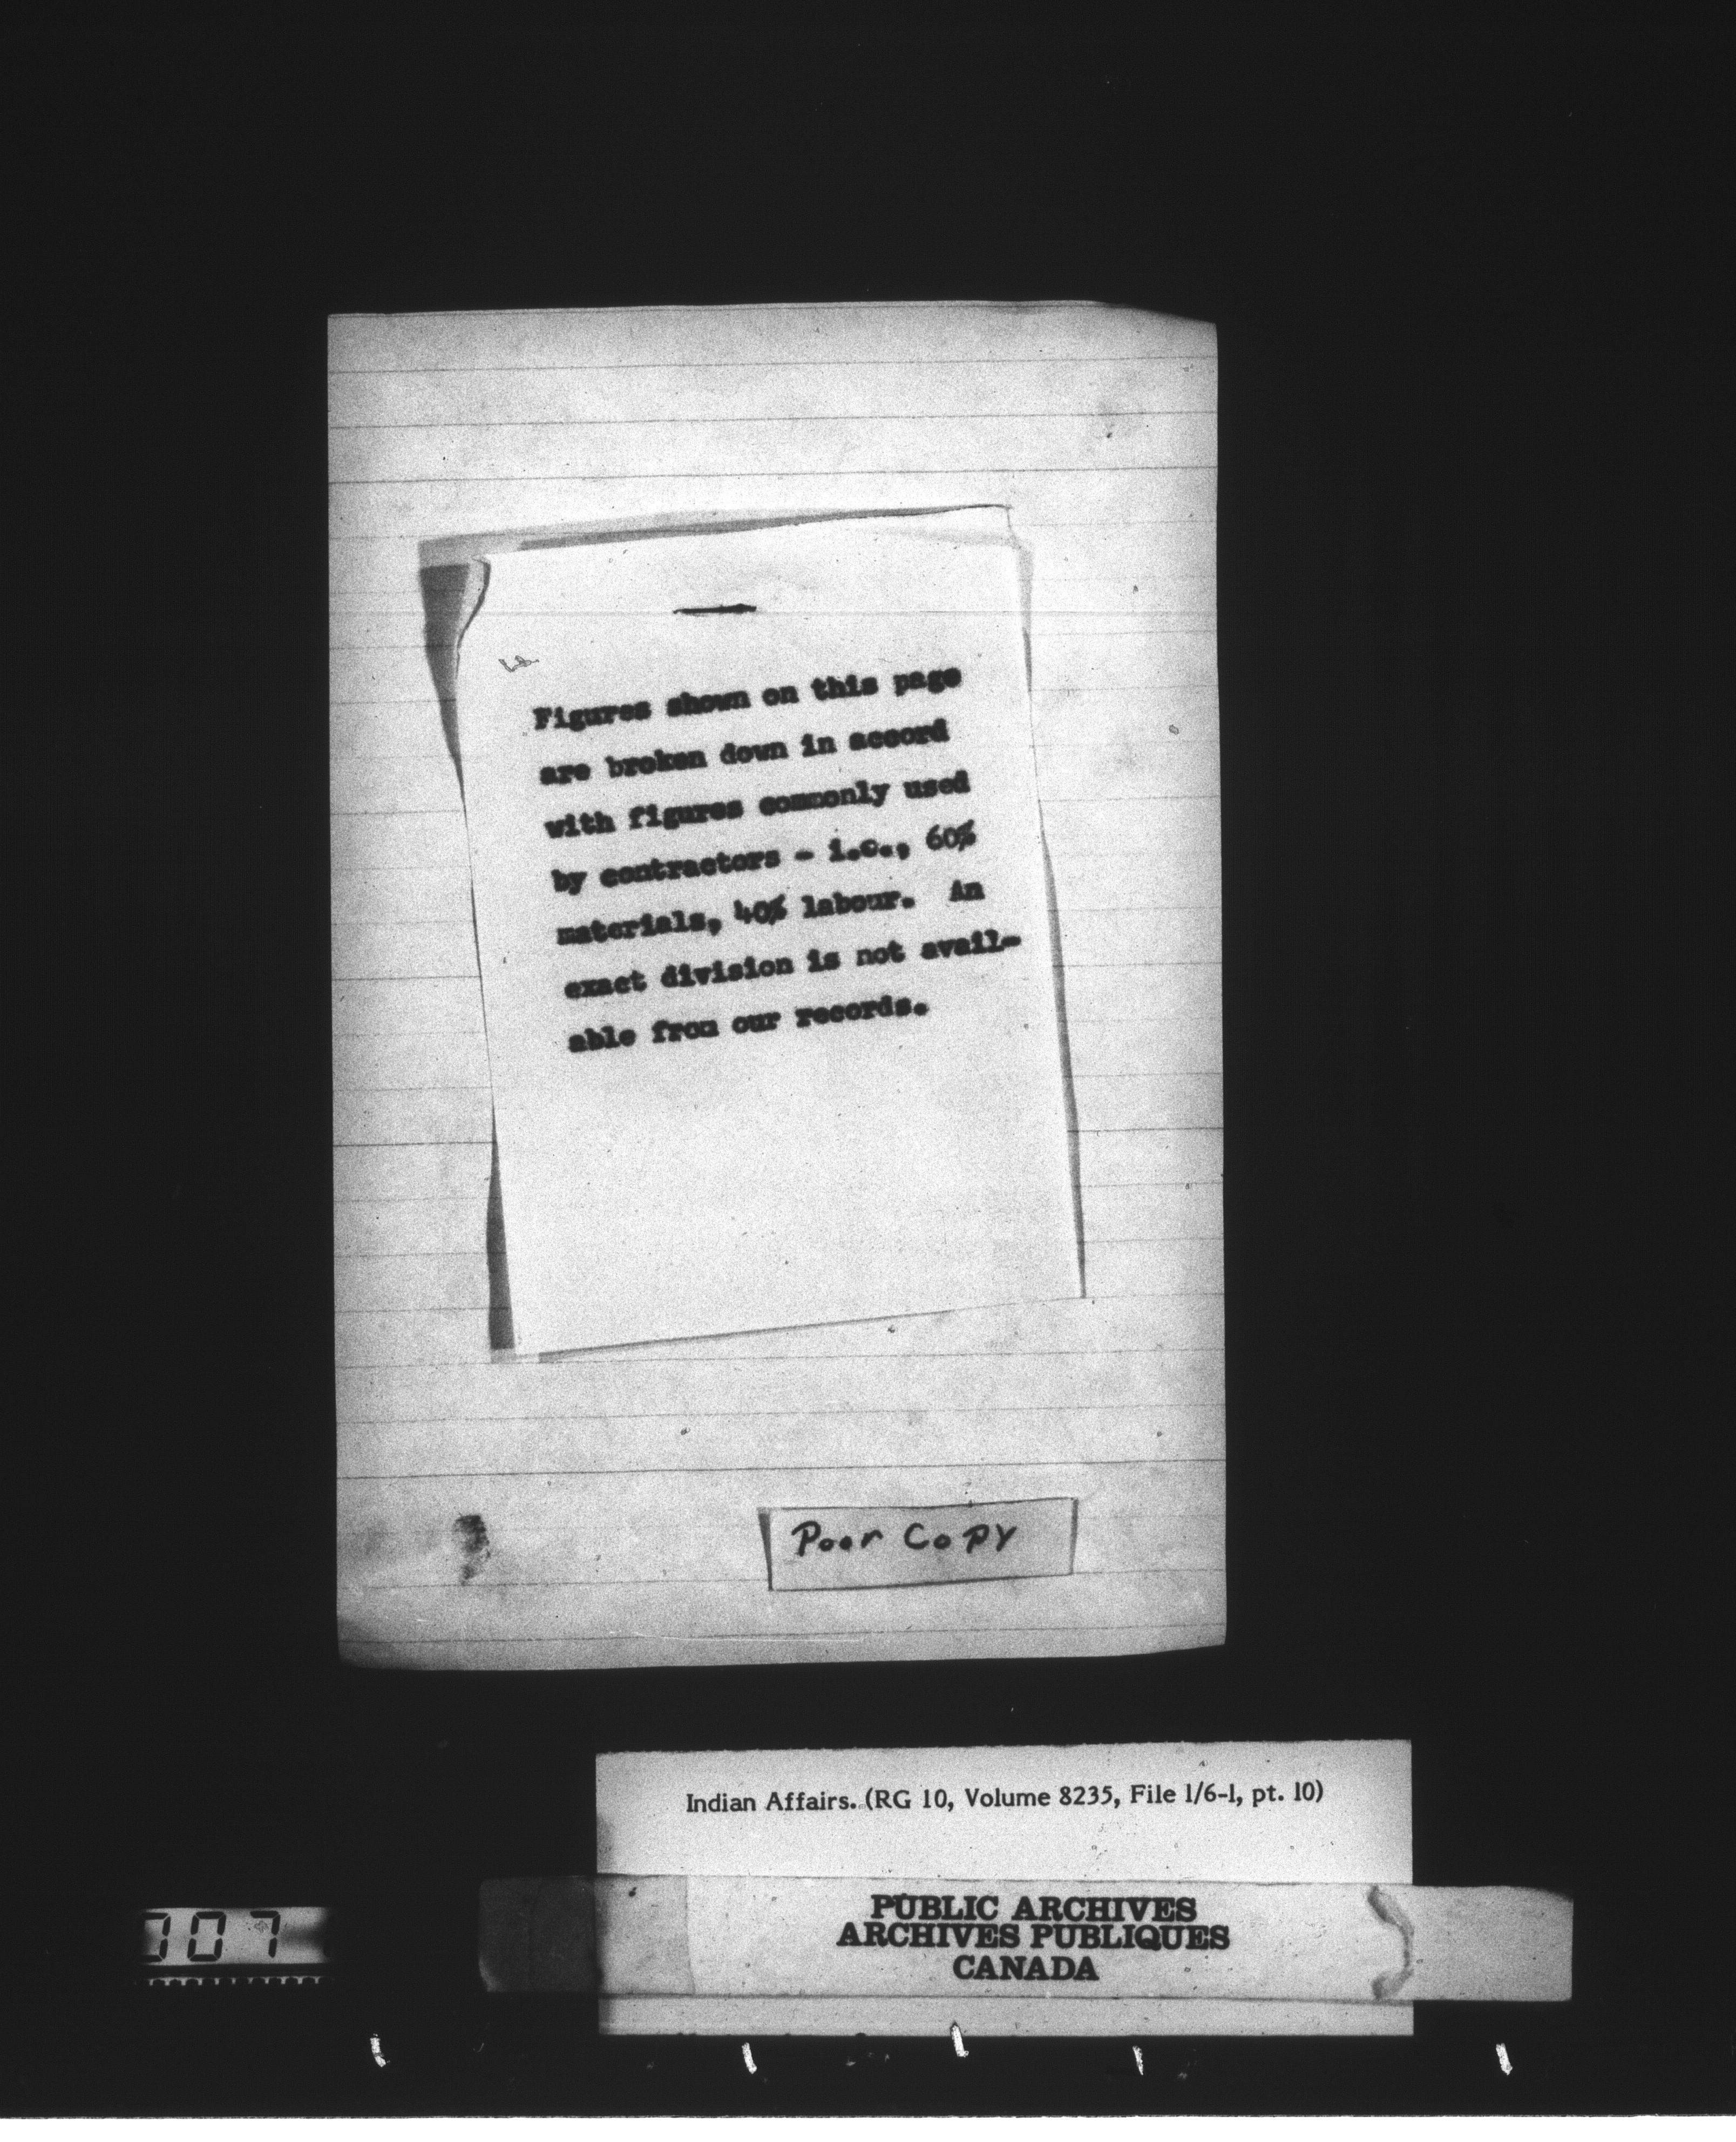 Figures shown on this page
are broken down in accord
with figures commonly used
by contractors - i.e., 60%
materials, 40% labour. An
exact division is not avail-
able from our records.
Poor Copy
Indian Affairs. (RG 10, Volume 8235, File 1/6-1, pt. 10)
PUBLIC ARCHIVES
ARCHIVES PUBLIQUES
CANADA
007